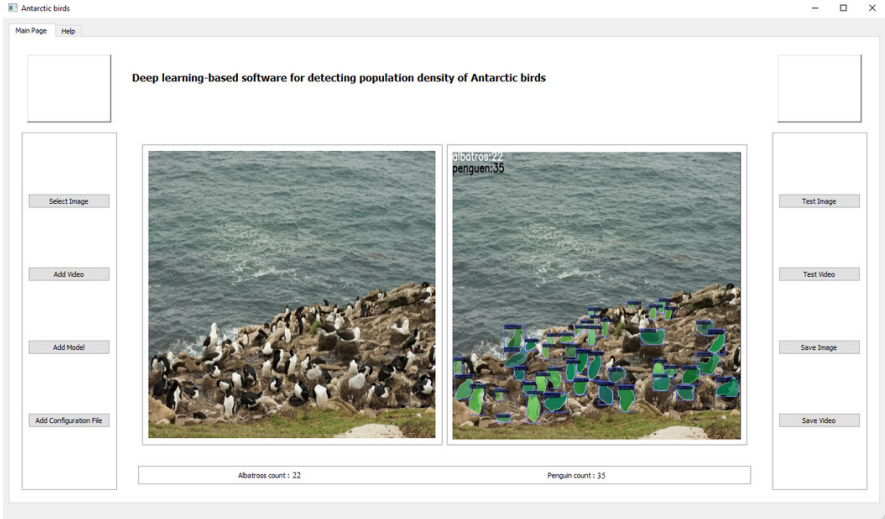 Antarctic birds
Main Page Help
Deep learning-based software for detecting population density of Antarctic birds
Select Image
Add Video
Add Model
Add Configuration File
albatros:22
penguen:35
Test Image
Test Video
Save Image
Save Video
Albatross count : 22
Penguin count : 35